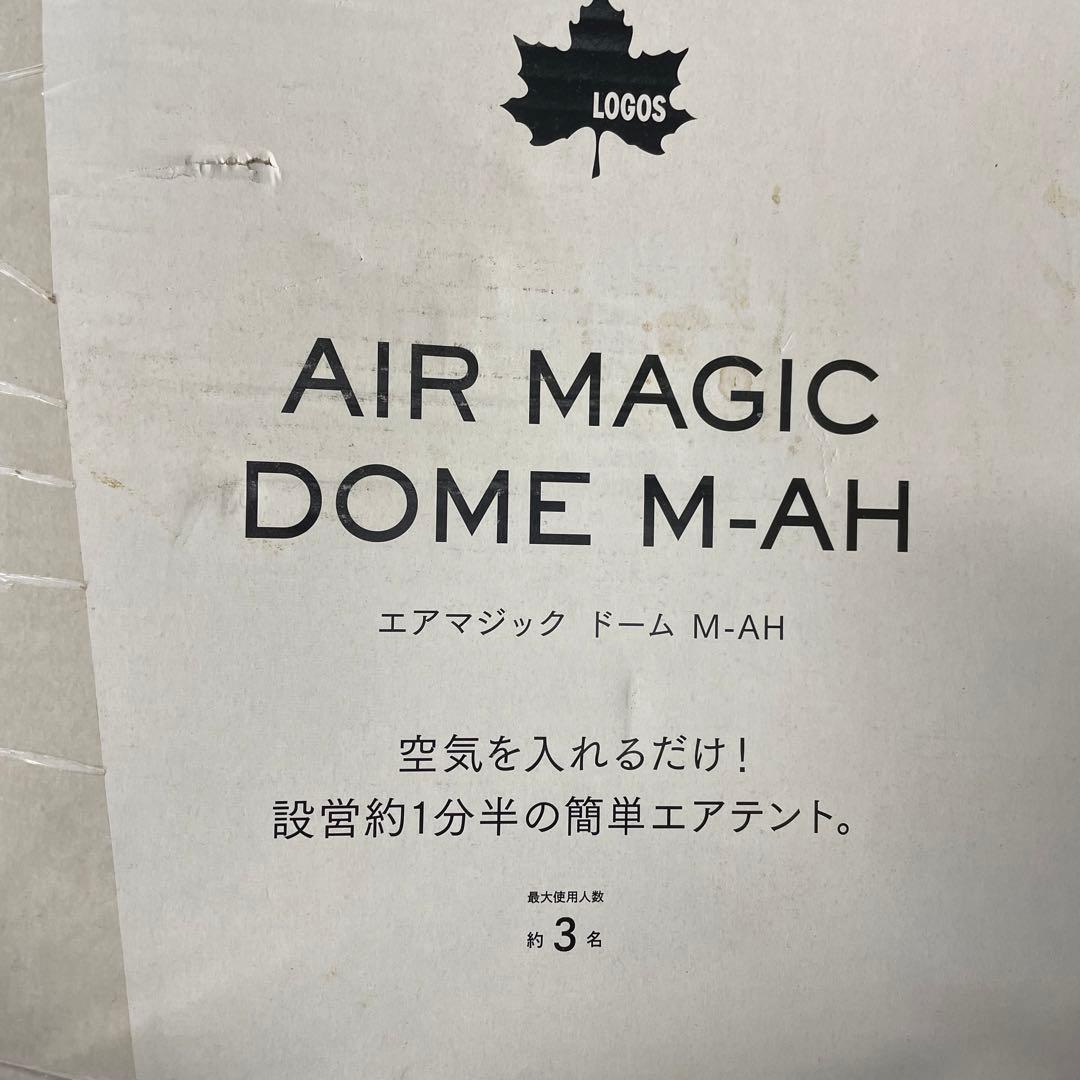 LOGOS
AIR MAGIC
DOME M-AH
エアマジック ドーム M-AH
空気を入れるだけ!
設営約1分半の簡単エアテント。
最大使用人数
約3名